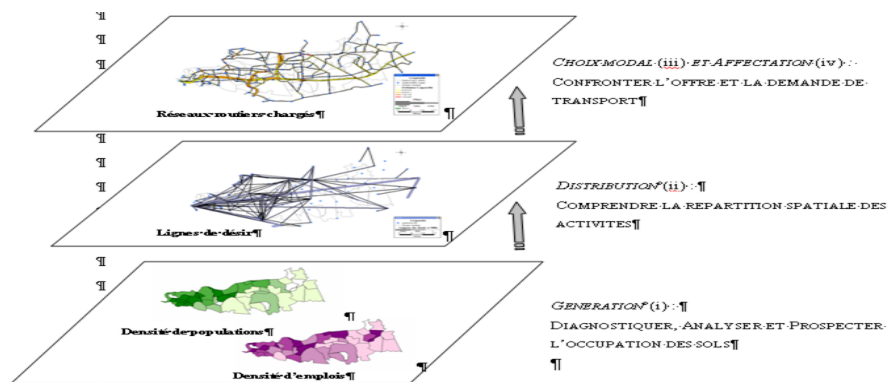 Réseaux routiers chargés¶
CHOIX MODAL (iii) ET AFFECTATION (iv) :
CONFRONTER L'OFFRE ET LA DEMANDE DE
TRANSPORT¶
Lignes de désir¶
DISTRIBUTION (ii) : ¶
COMPRENDRE LA REPARTITION SPATIALE DES
ACTIVITES¶
Densité de populations¶
Densité d'emplois¶
GENERATION (i) : ¶
DIAGNOSTIQUER, ANALYSER ET PROSPECTER
L'OCCUPATION DES SOLS¶